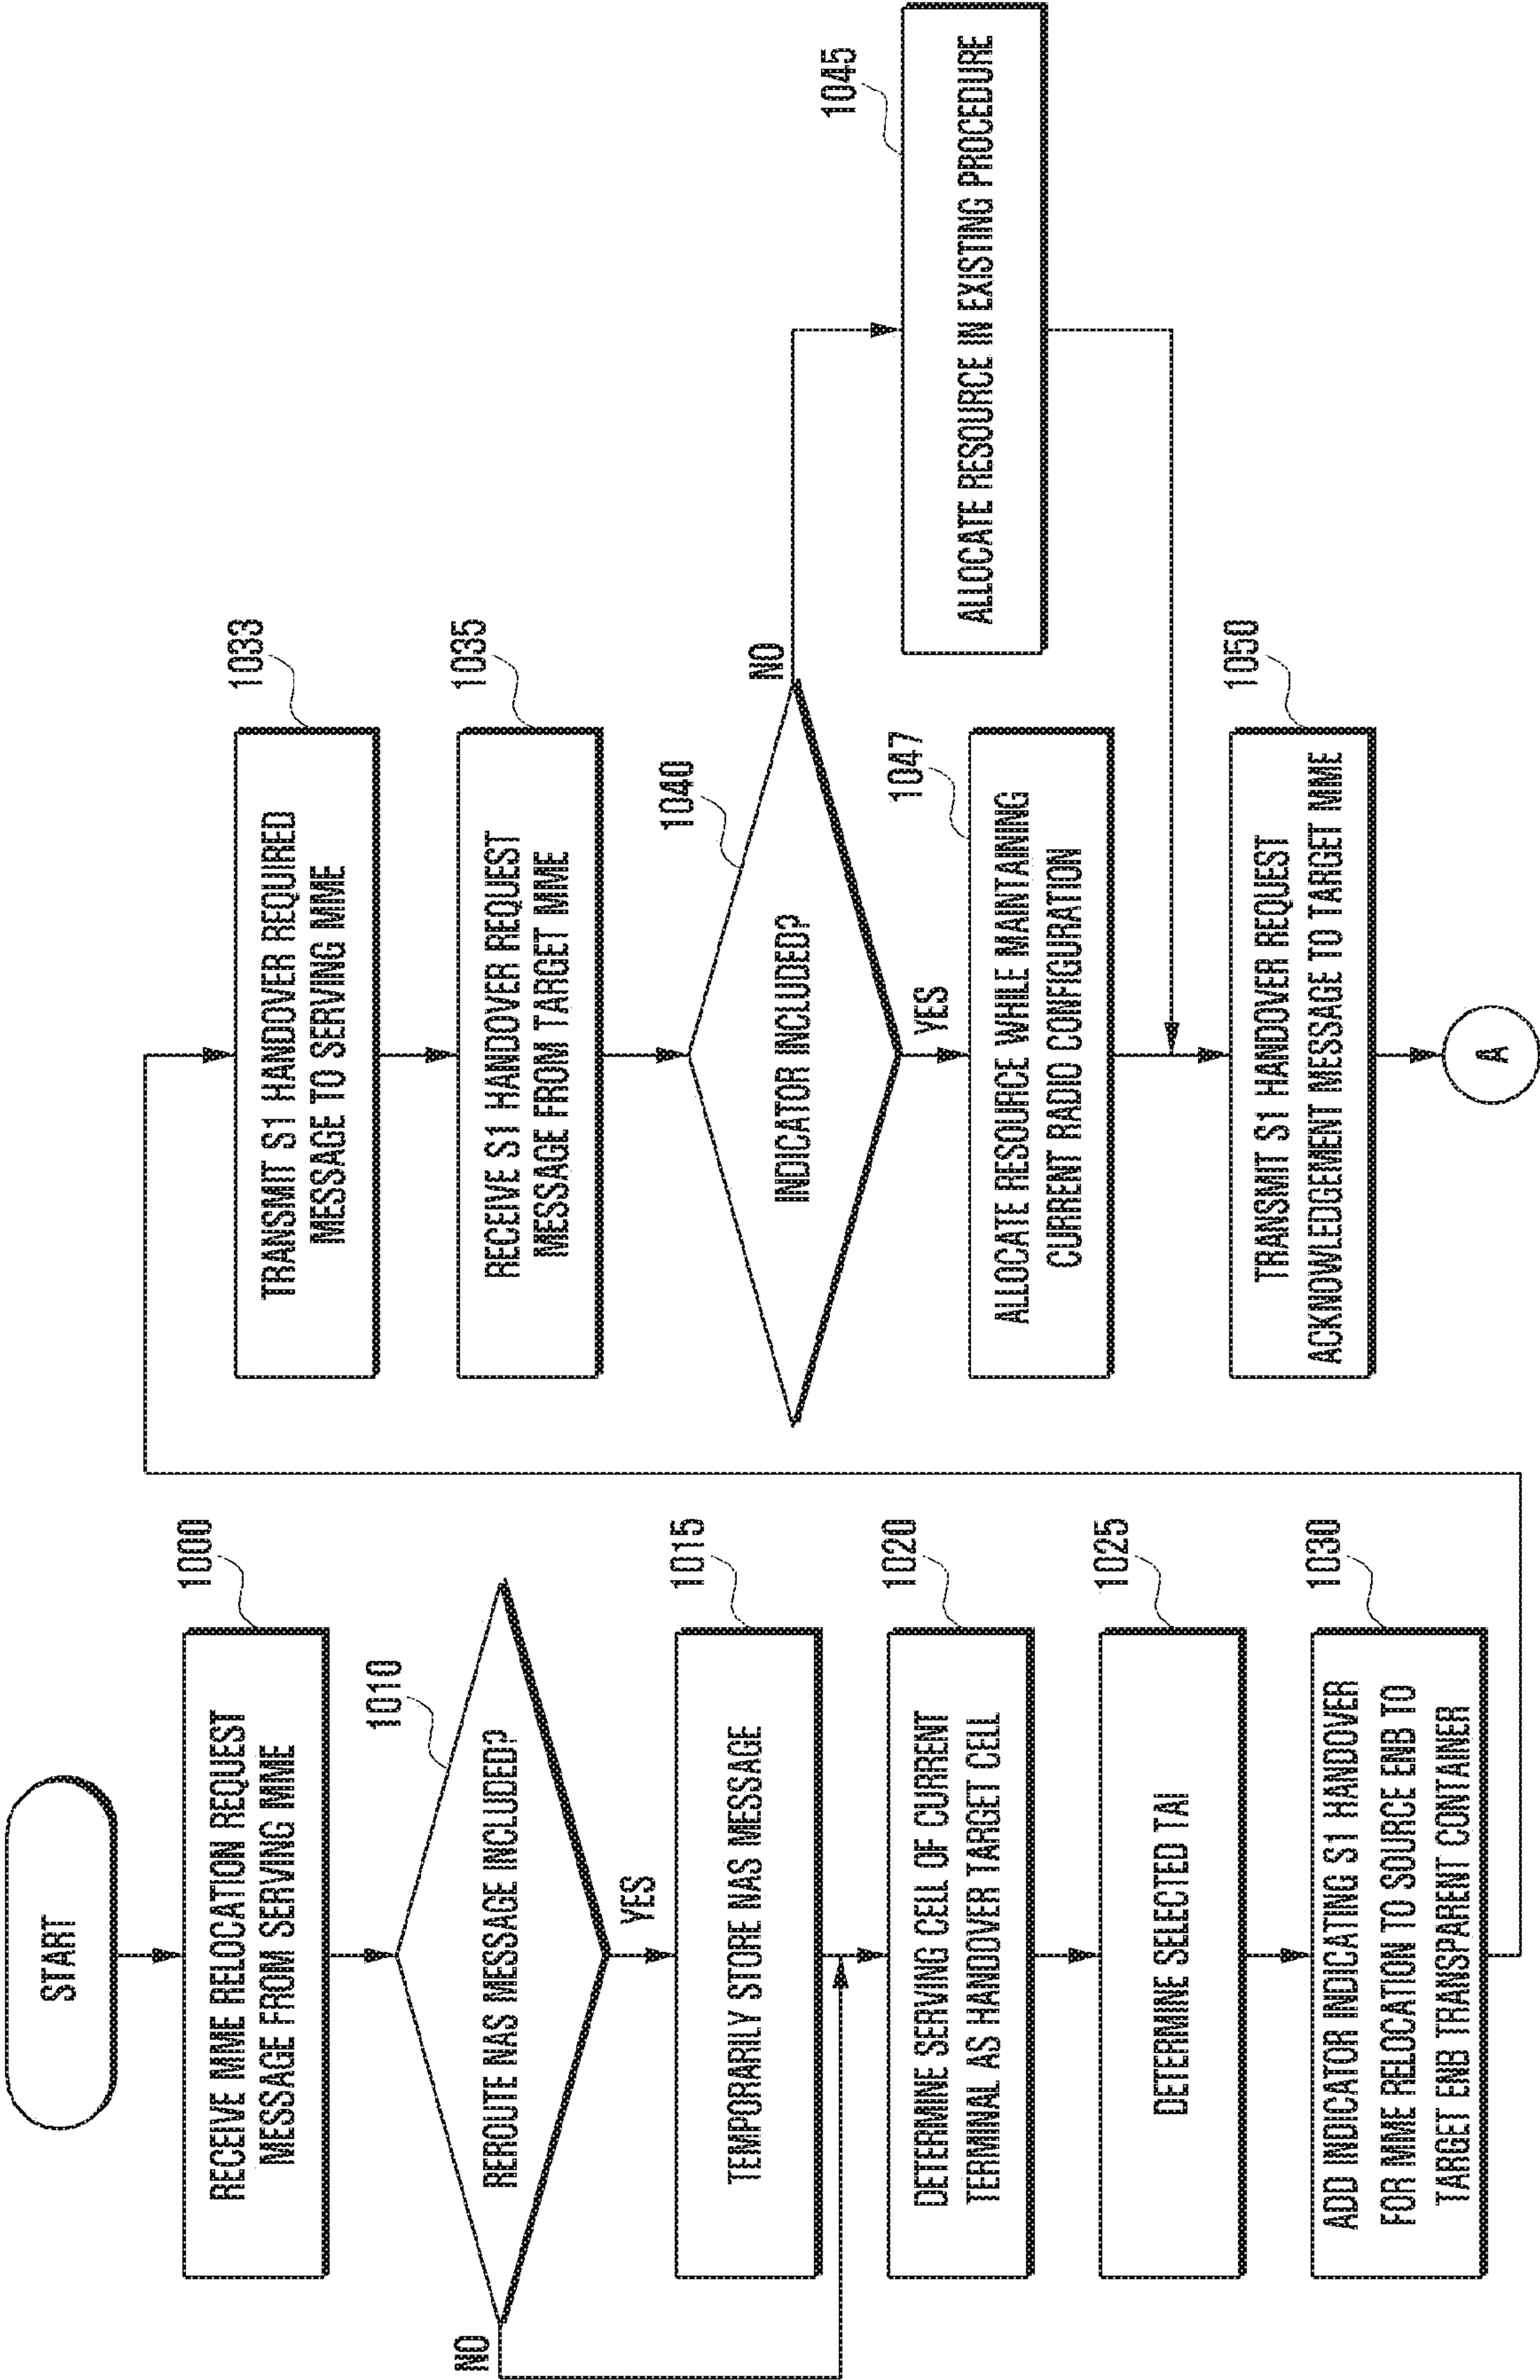 START
1000
RECEIVE MME RELOCATION REQUEST
MESSAGE FROM SERVING MME
1010
REROUTE NAS MESSAGE INCLUDED?
NO
YES
1015
TEMPORARILY STORE NAS MESSAGE
1020
DETERMINE SERVING CELL OF CURRENT
TERMINAL AS HANDOVER TARGET CELL
1025
DETERMINE SELECTED TAI
1030
ADD INDICATOR INDICATING S1 HANDOVER
FOR MME RELOCATION TO SOURCE ENB TO
TARGET ENB TRANSPARENT CONTAINER
1033
TRANSMIT S1 HANDOVER REQUIRED
MESSAGE TO SERVING MME
1035
RECEIVE S1 HANDOVER REQUEST
MESSAGE FROM TARGET MME
1040
INDICATOR INCLUDED?
NO
YES
1045
ALLOCATE RESOURCE IN EXISTING PROCEDURE
1047
ALLOCATE RESOURCE WHILE MAINTAINING
CURRENT RADIO CONFIGURATION
1050
TRANSMIT S1 HANDOVER REQUEST
ACKNOWLEDGEMENT MESSAGE TO TARGET MME
A